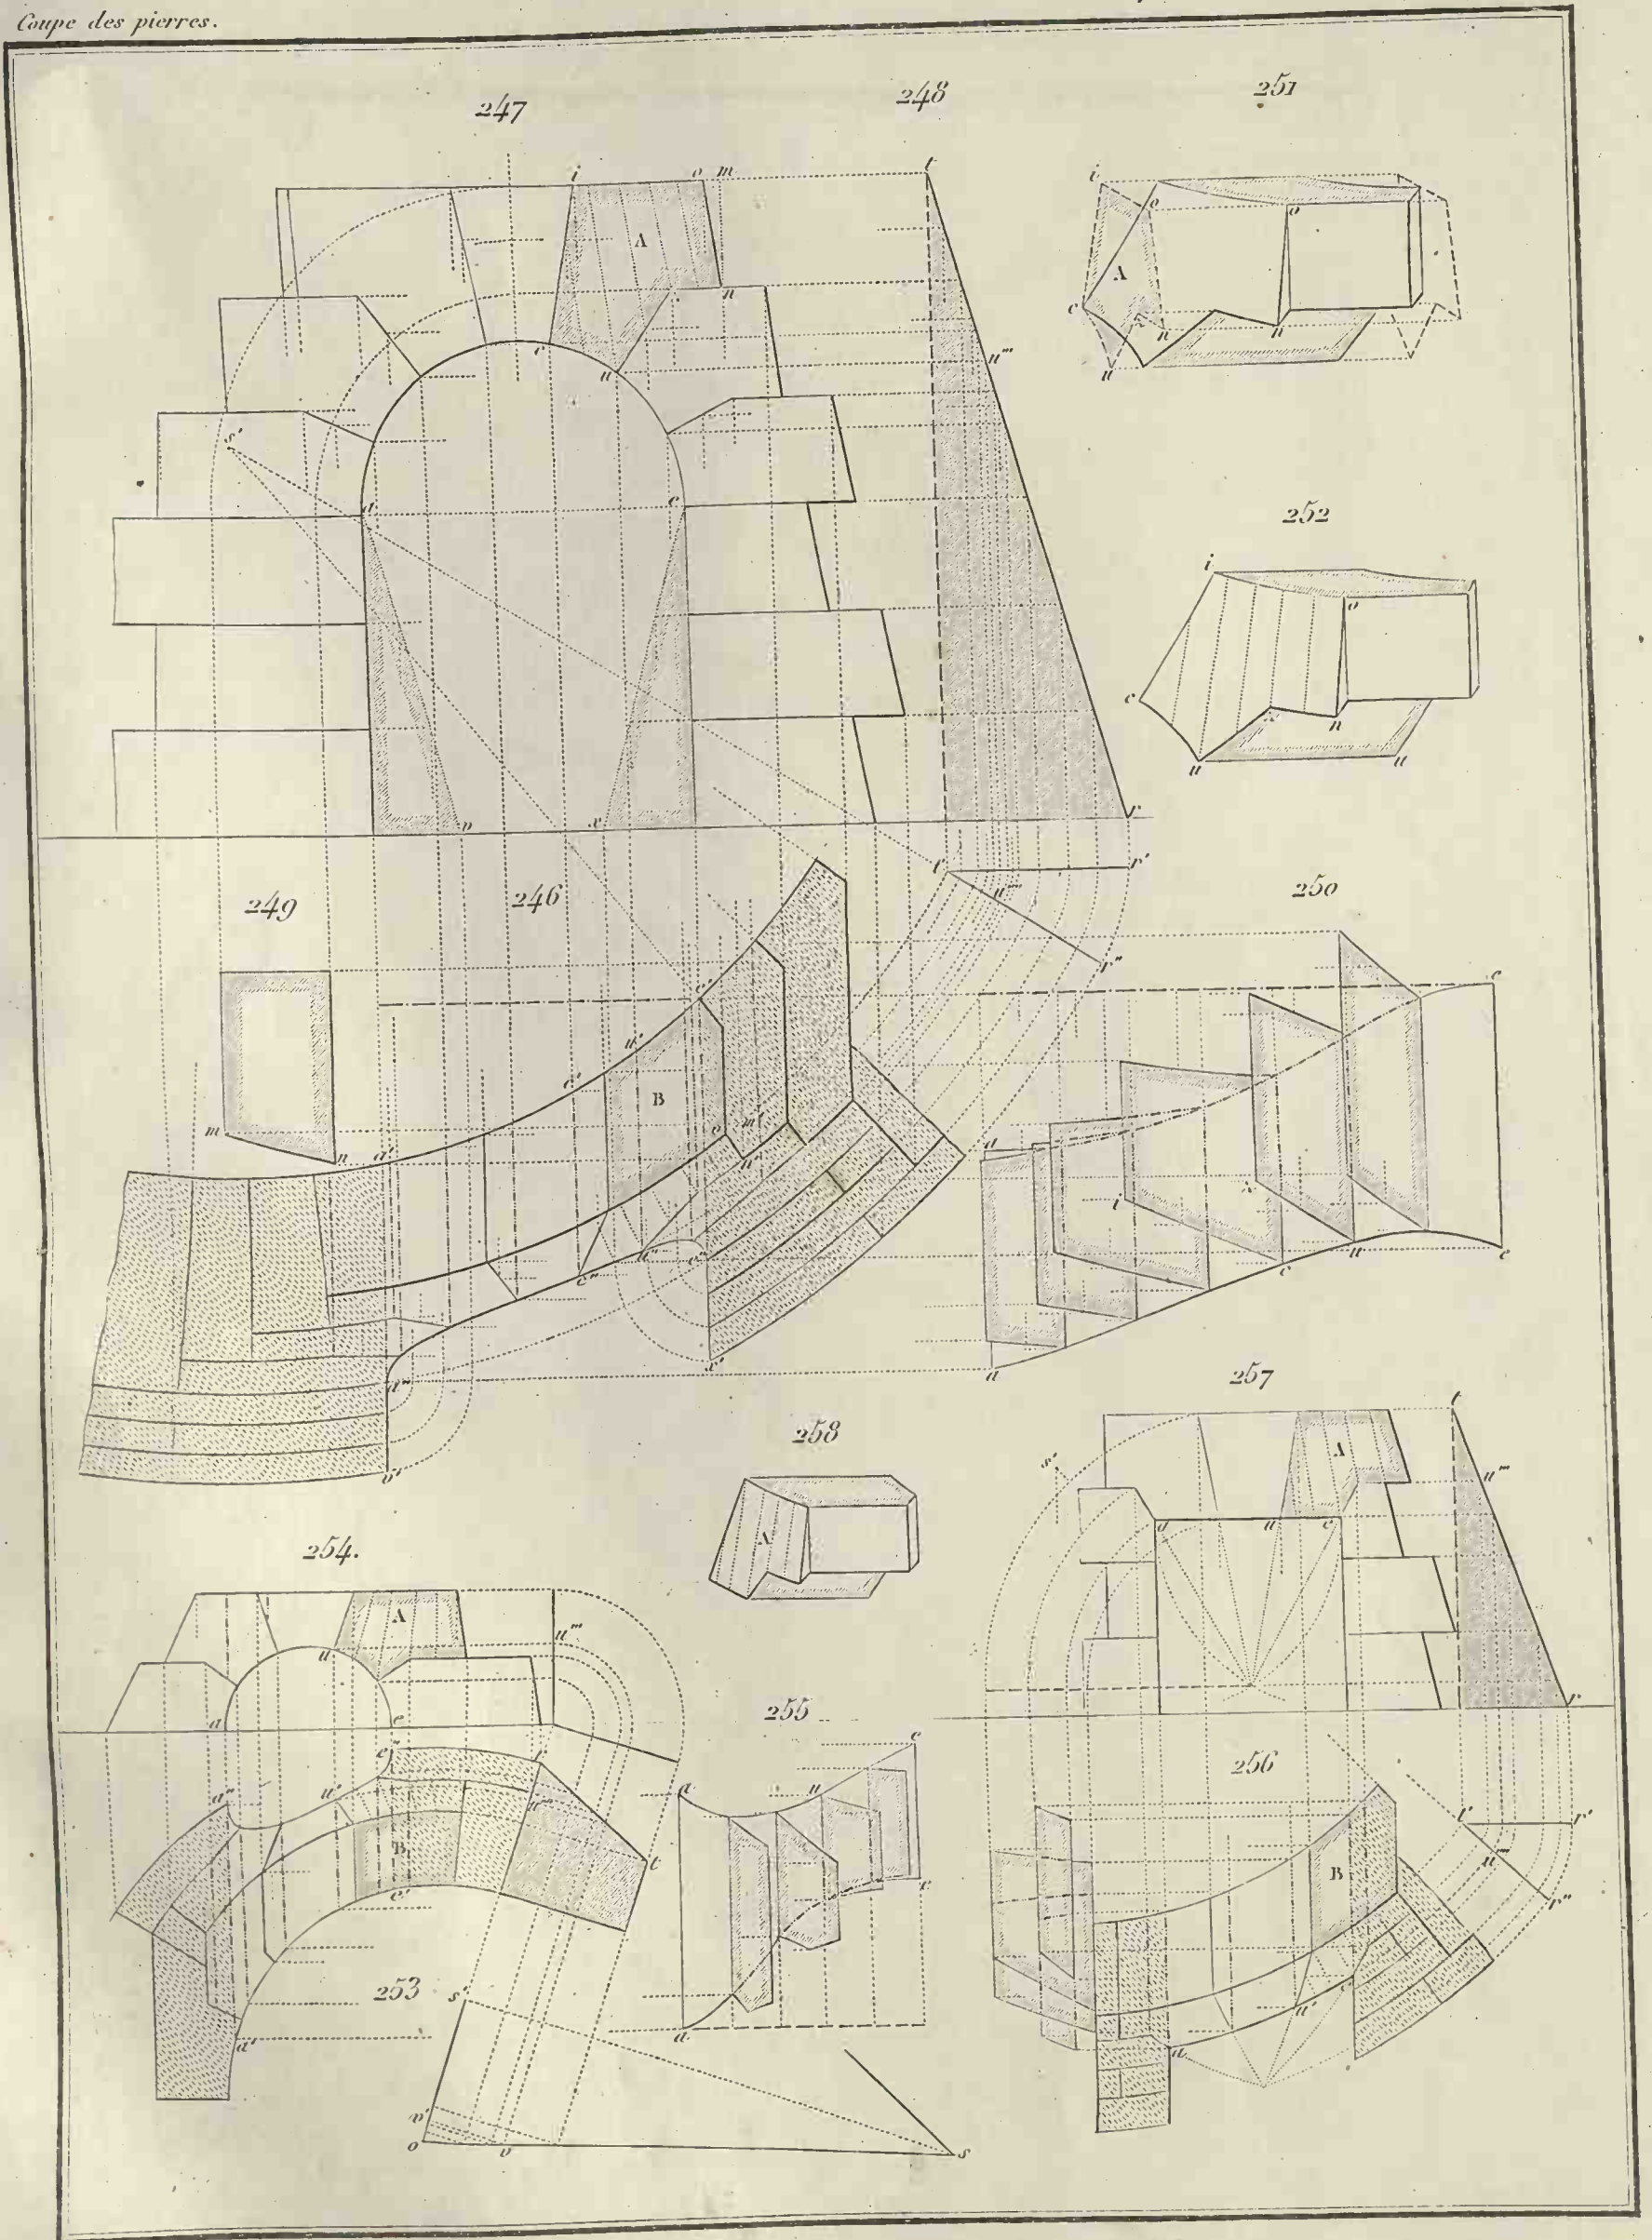 Coupe des pierres.
247
248
251
i
o
m
t
A
n
c
u
u'''
s'
a
e
p
x
r
i
e
o
A
c
n
n
u
252
i
o
c
n
u
u
249
246
250
t'
r'
u''''
r''
m
n
a'
c'
u'
e'
B
o
m'
n'
c''
u''
e''
x'
a''
p'
e
a
i
x
c
u
e
a
258
A
257
t
s'
A
u'''
d
u
e
r
254.
A
u'''
u
a
e
253
a''
u'
e''
r
u''
t
B
e'
a'
s'
p'
o
v
s
255
a
u
e
e
a
256
t'
r'
u'''
r''
B
u'
a